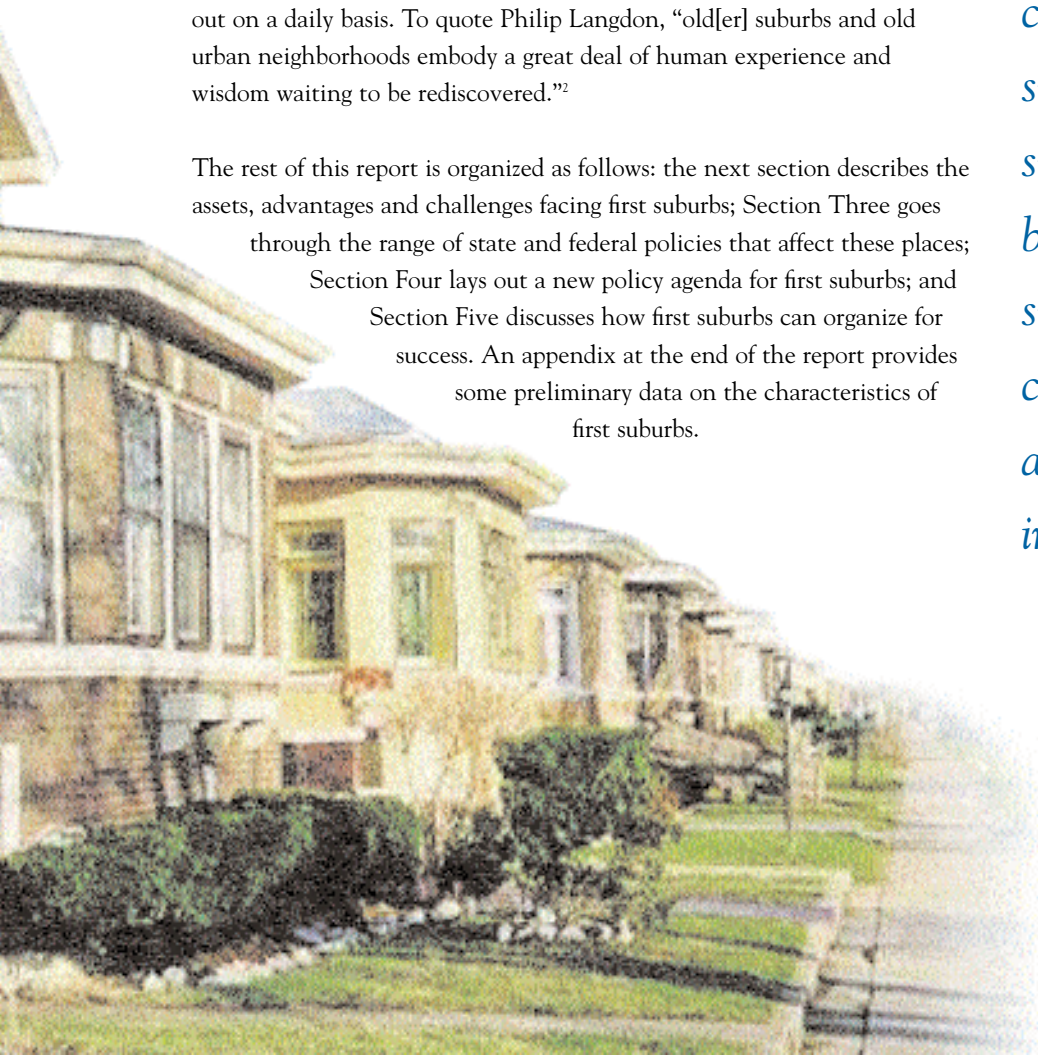 out on a daily basis. To quote Philip Langdon, “old[er] suburbs and old
urban neighborhoods embody a great deal of human experience and
wisdom waiting to be rediscovered.”2
The rest of this report is organized as follows: the next section describes the
assets, advantages and challenges facing first suburbs; Section Three goes
through the range of state and federal policies that affect these places;
Section Four lays out a new policy agenda for first suburbs; and
Section Five discusses how first suburbs can organize for
success. An appendix at the end of the report provides
some preliminary data on the characteristics of
first suburbs.